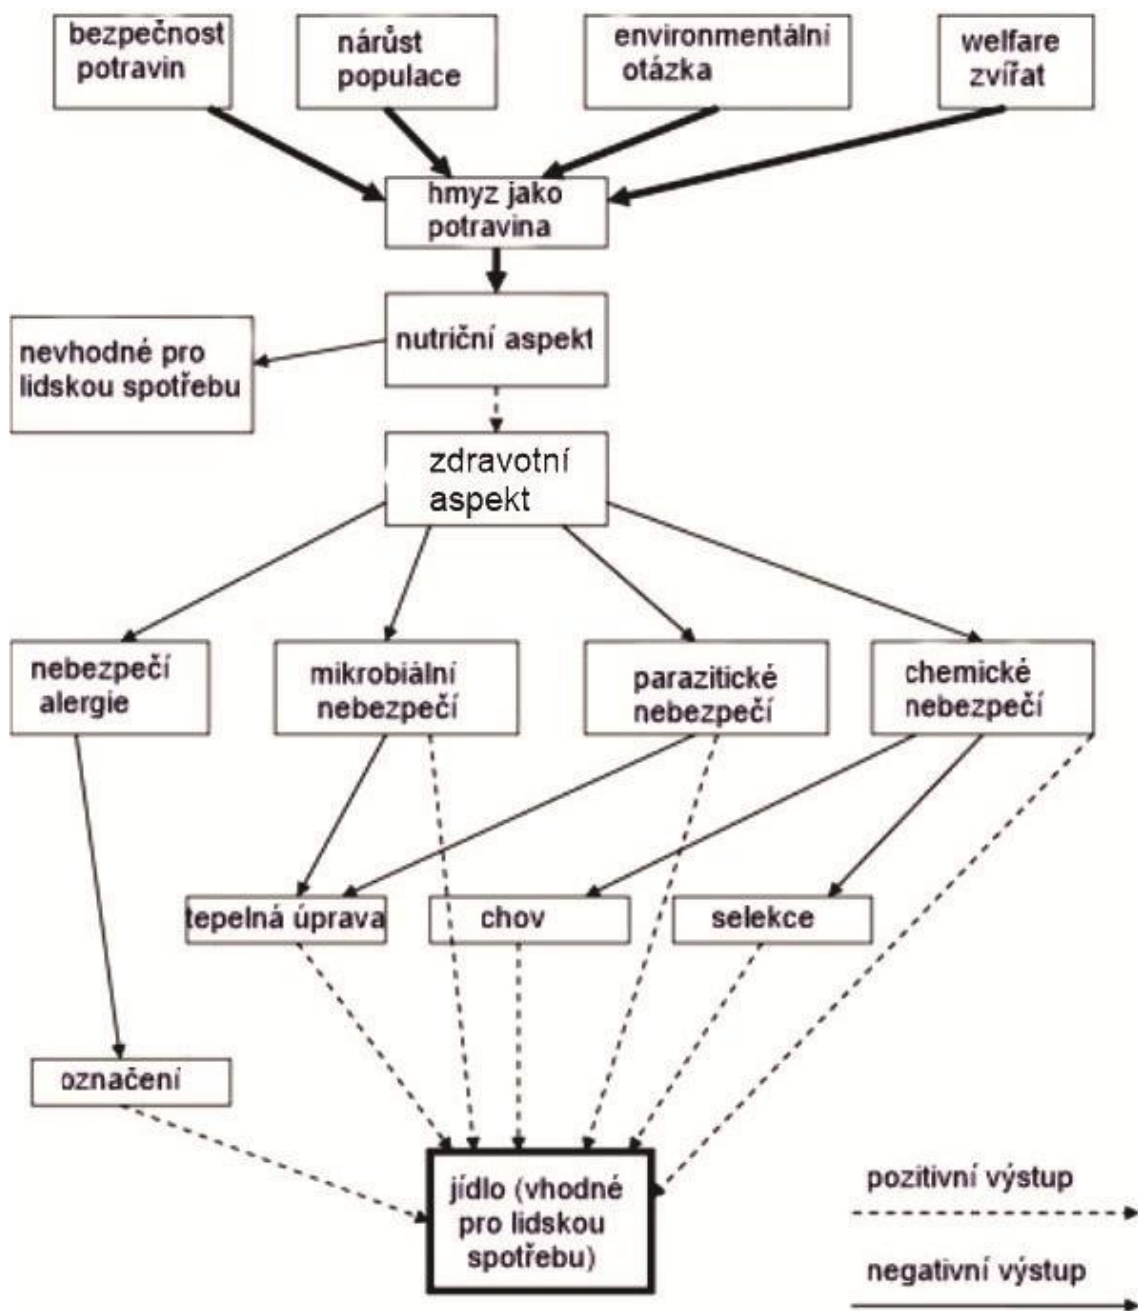 bezpečnost
potravin
nárůst
populace
environmentální
otázka
welfare
zvířat
hmyz jako
potravina
nutriční aspekt
nevhodné pro
lidskou spotřebu
zdravotní
aspekt
nebezpečí
alergie
mikrobiálni
nebezpečí
parazitické
nebezpečí
chemické
nebezpečí
tepelná úprava
chov
selekce
označení
jídlo (vhodné
pro lidskou
spotřebu)
pozitivní výstup
negativní výstup